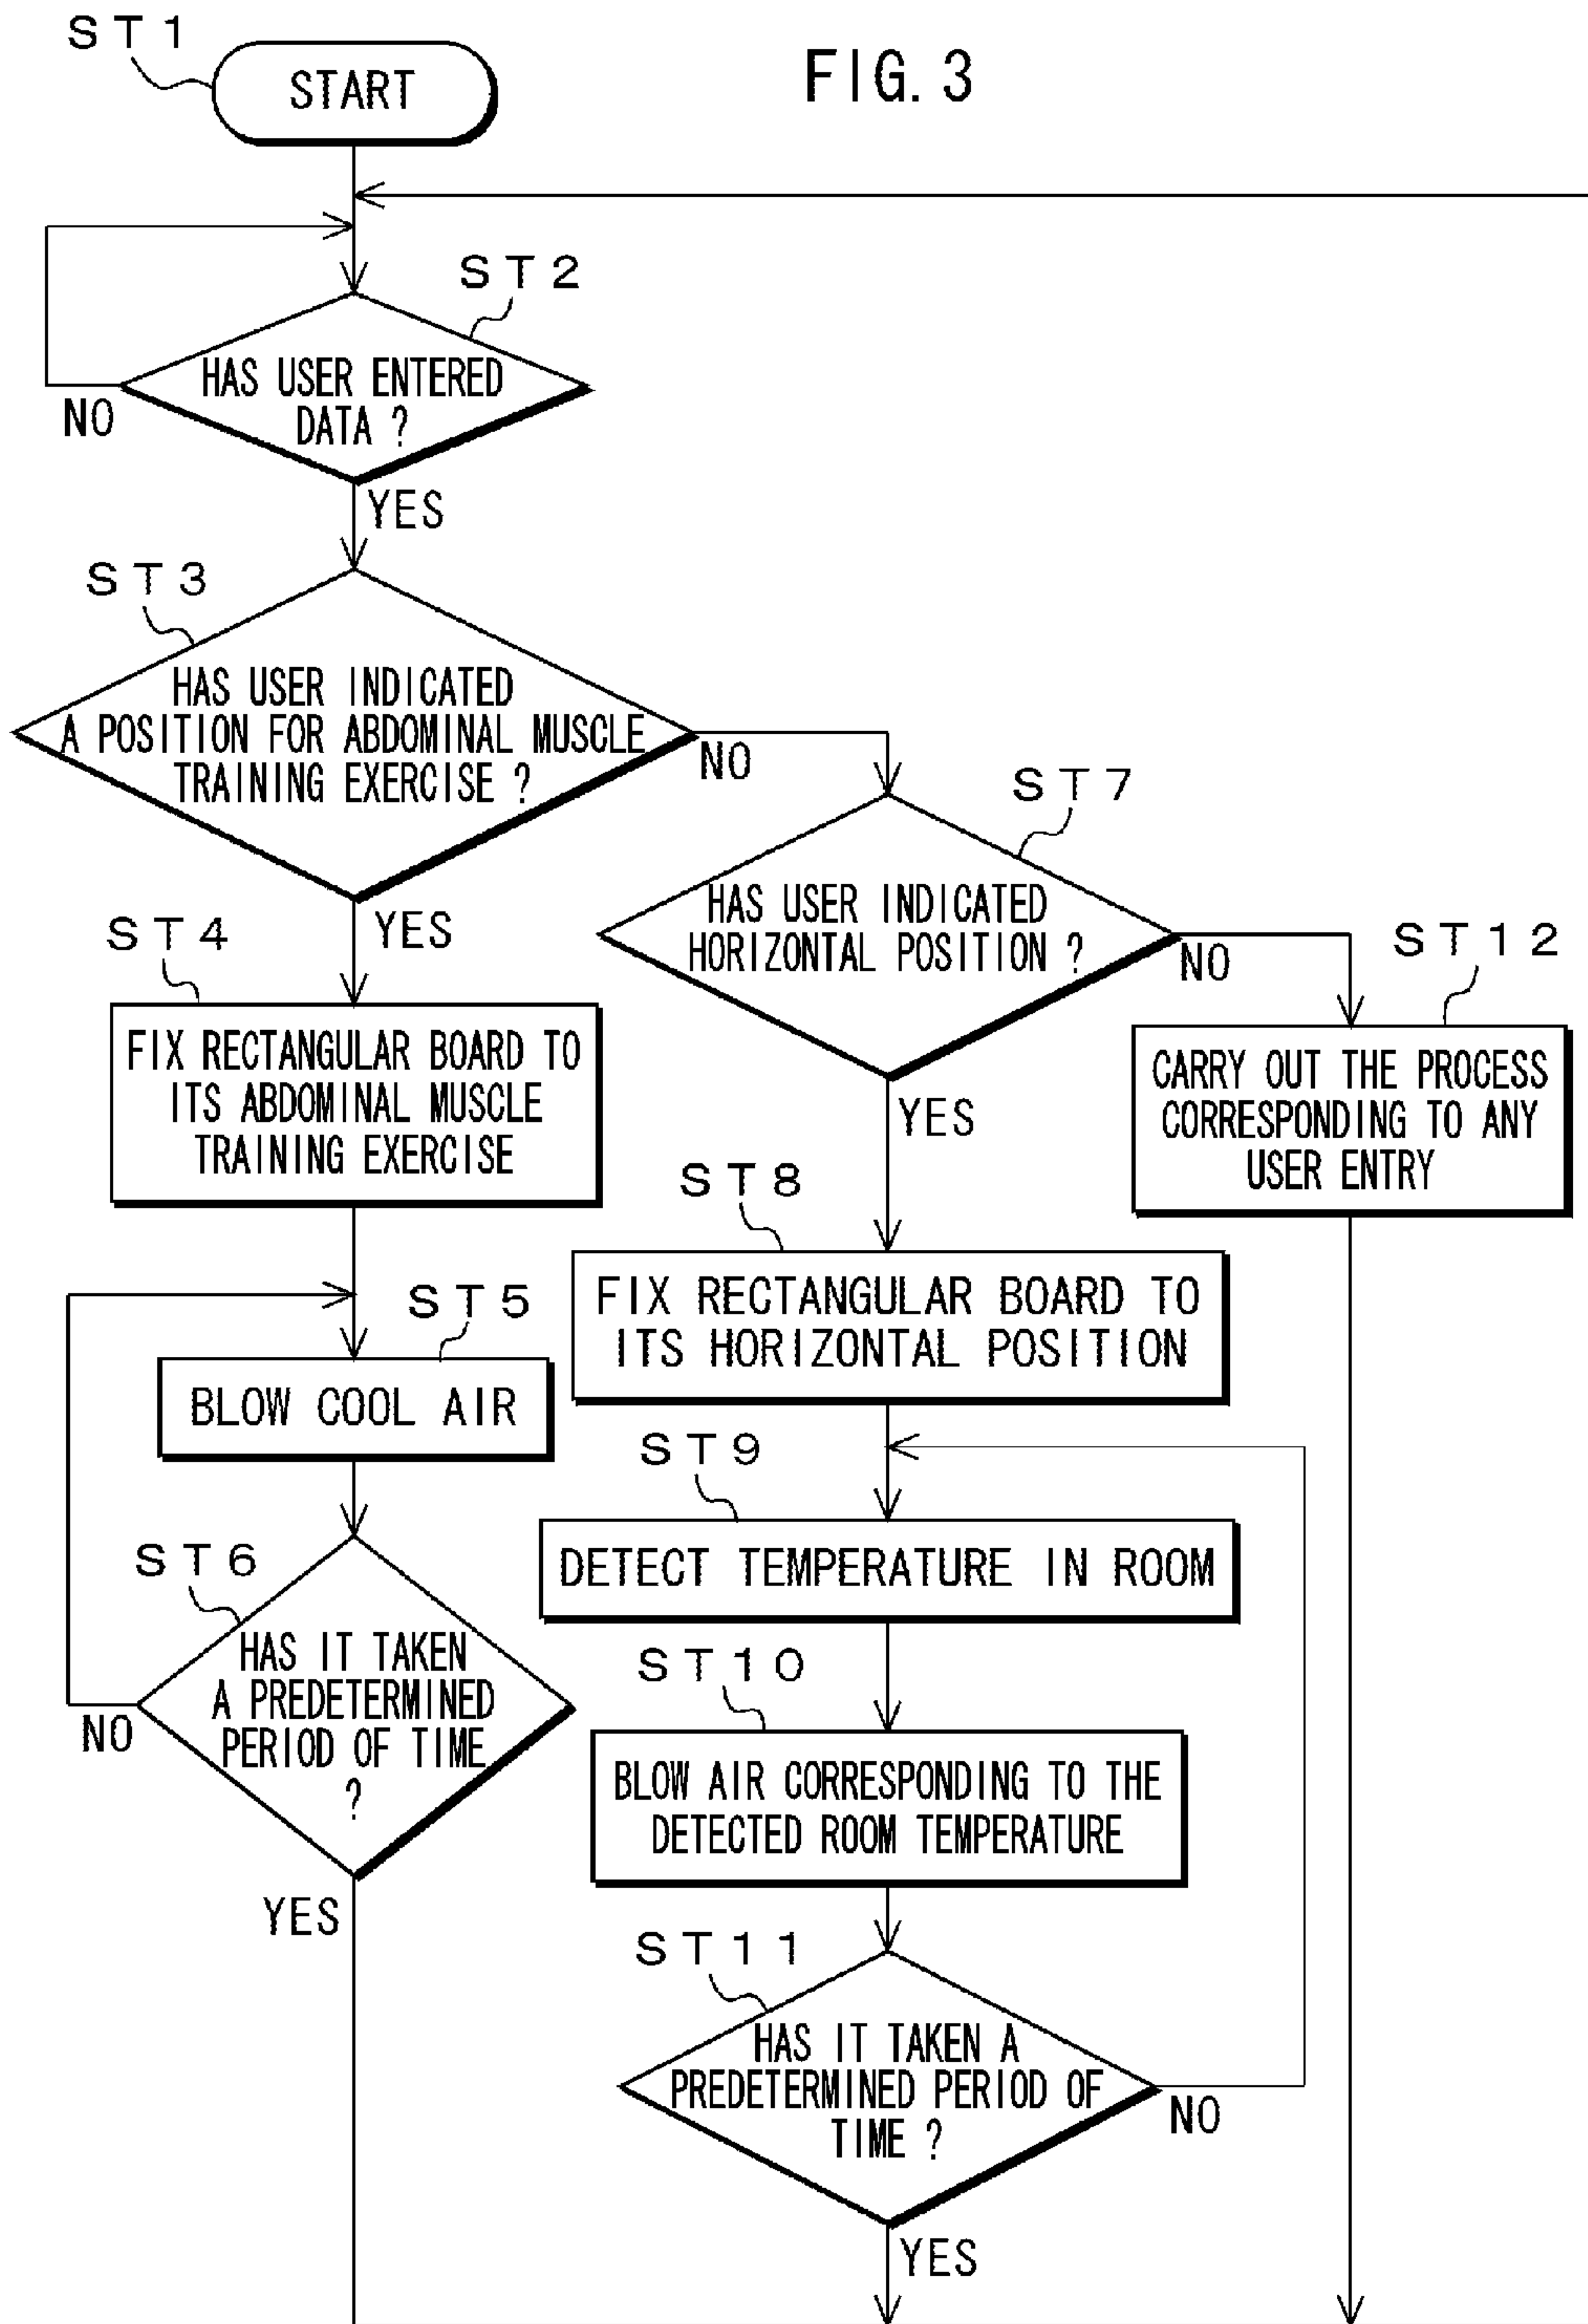 FIG. 3
ST1
START
ST2
HAS USER ENTERED
DATA ?
NO
YES
ST3
HAS USER INDICATED
A POSITION FOR ABDOMINAL MUSCLE
TRAINING EXERCISE ?
NO
YES
ST4
FIX RECTANGULAR BOARD TO
ITS ABDOMINAL MUSCLE
TRAINING EXERCISE
ST5
BLOW COOL AIR
ST6
HAS IT TAKEN
A PREDETERMINED
PERIOD OF TIME
?
NO
YES
ST7
HAS USER INDICATED
HORIZONTAL POSITION ?
NO
YES
ST8
FIX RECTANGULAR BOARD TO
ITS HORIZONTAL POSITION
ST9
DETECT TEMPERATURE IN ROOM
ST10
BLOW AIR CORRESPONDING TO THE
DETECTED ROOM TEMPERATURE
ST11
HAS IT TAKEN A
PREDETERMINED PERIOD OF
TIME ?
NO
YES
ST12
CARRY OUT THE PROCESS
CORRESPONDING TO ANY
USER ENTRY